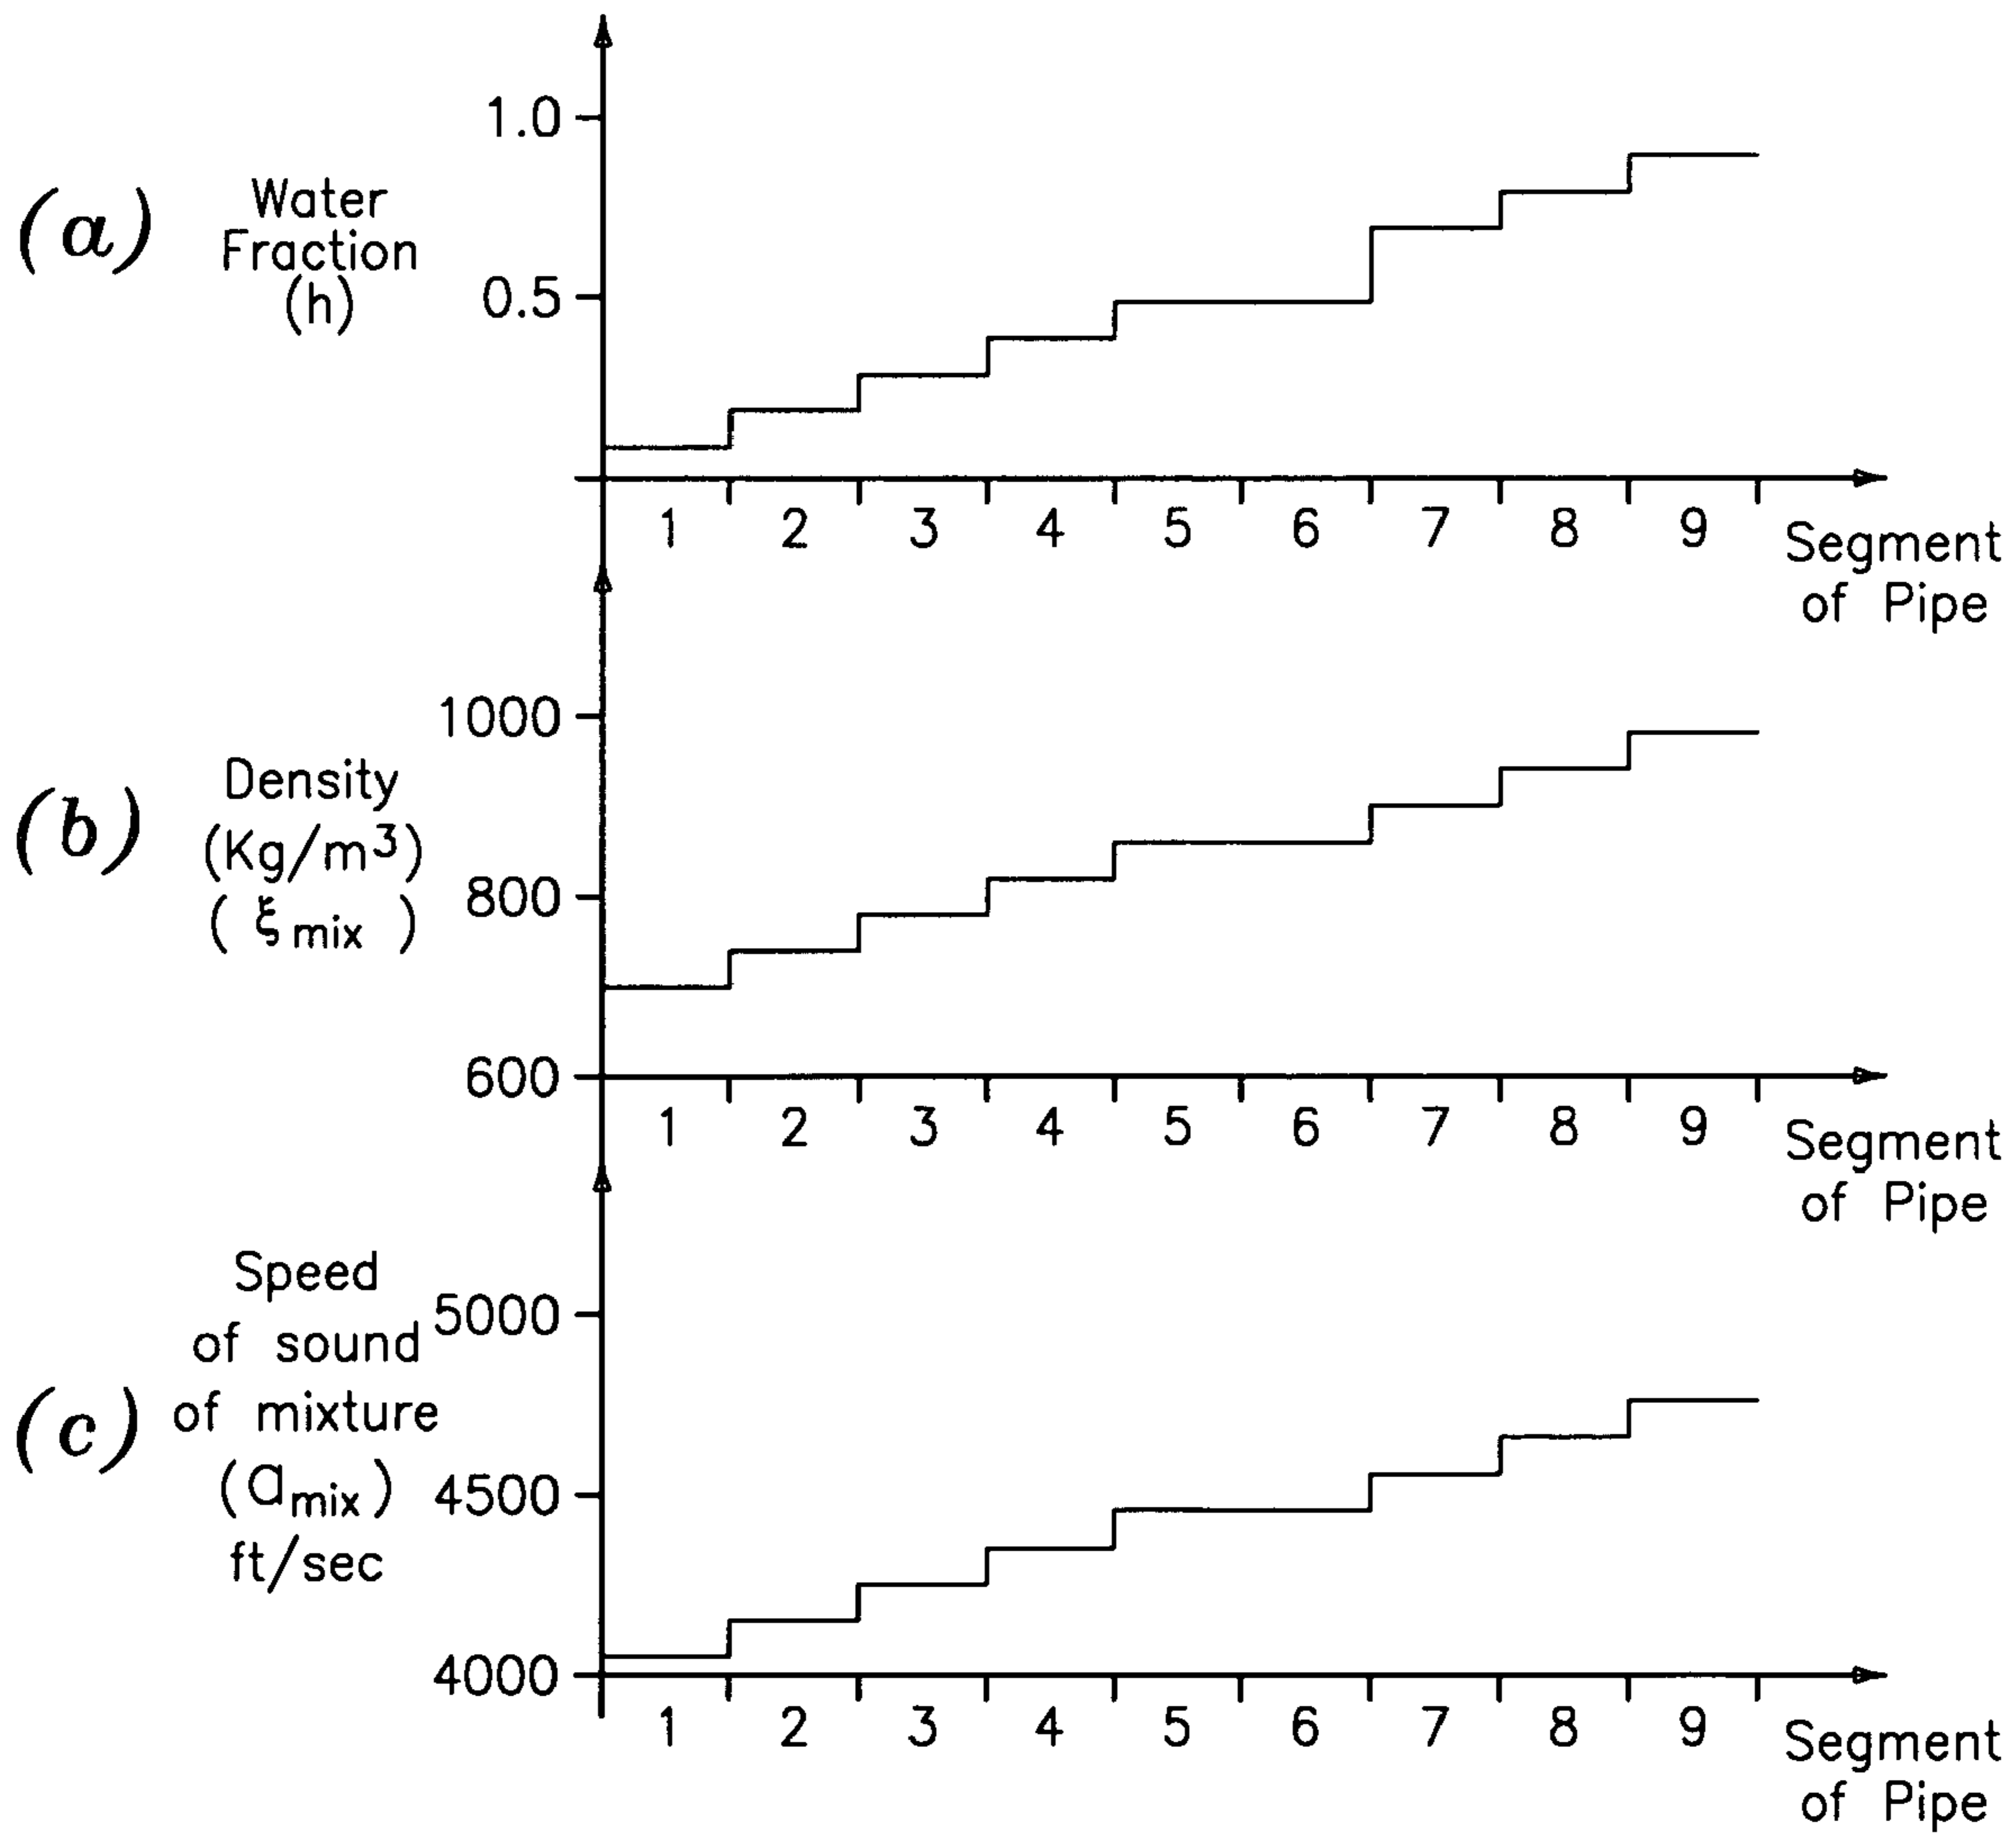 (a)
Water
Fraction
(h)
1.0
0.5
1 2 3 4 5 6 7 8 9
Segment
of Pipe
(b)
Density
(Kg/m³)
(ξmix)
1000
800
600
1 2 3 4 5 6 7 8 9
Segment
of Pipe
(c)
Speed
of sound
of mixture
(amix)
ft/sec
5000
4500
4000
1 2 3 4 5 6 7 8 9
Segment
of Pipe